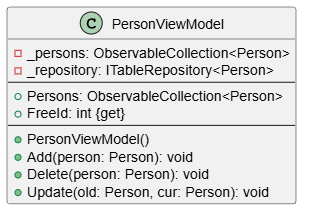 C PersonViewModel
_persons: ObservableCollection<Person>
_repository: ITableRepository<Person>
Persons: ObservableCollection<Person>
FreeId: int {get}
PersonViewModel()
Add(person: Person): void
Delete(person: Person): void
Update(old: Person, cur: Person): void